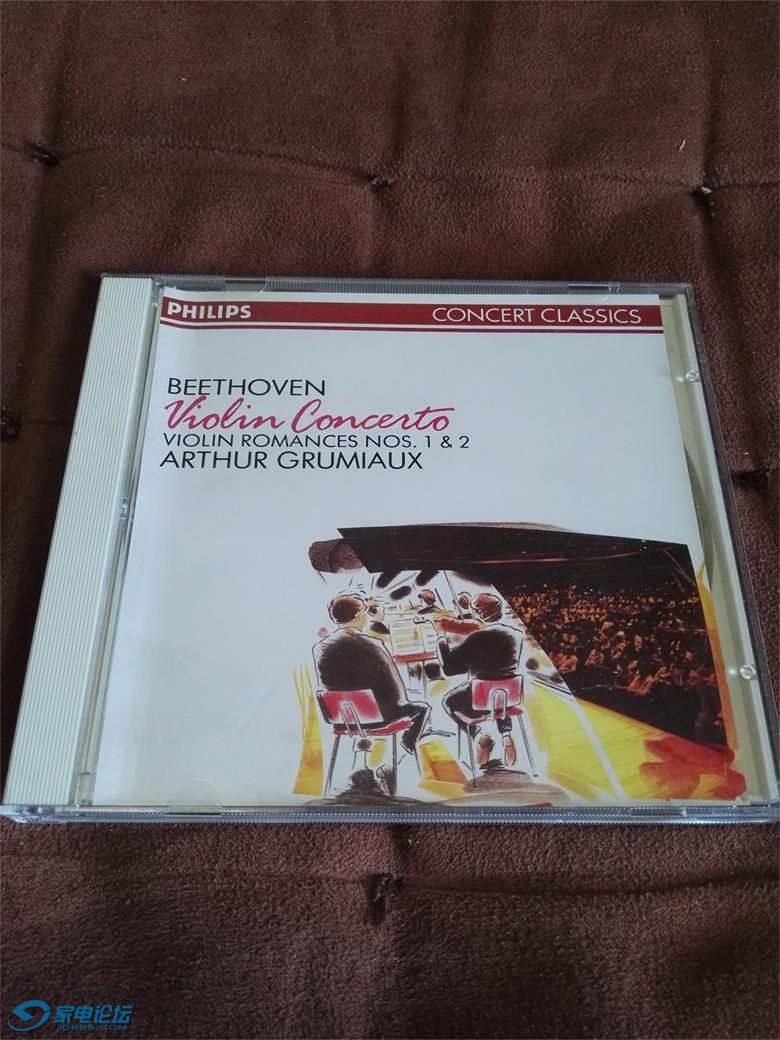 PHILIPS
CONCERT CLASSICS
BEETHOVEN
Violin Concerto
VIOLIN ROMANCES NOS. 1 & 2
ARTHUR GRUMIAUX
家电论坛
JDBBS.COM